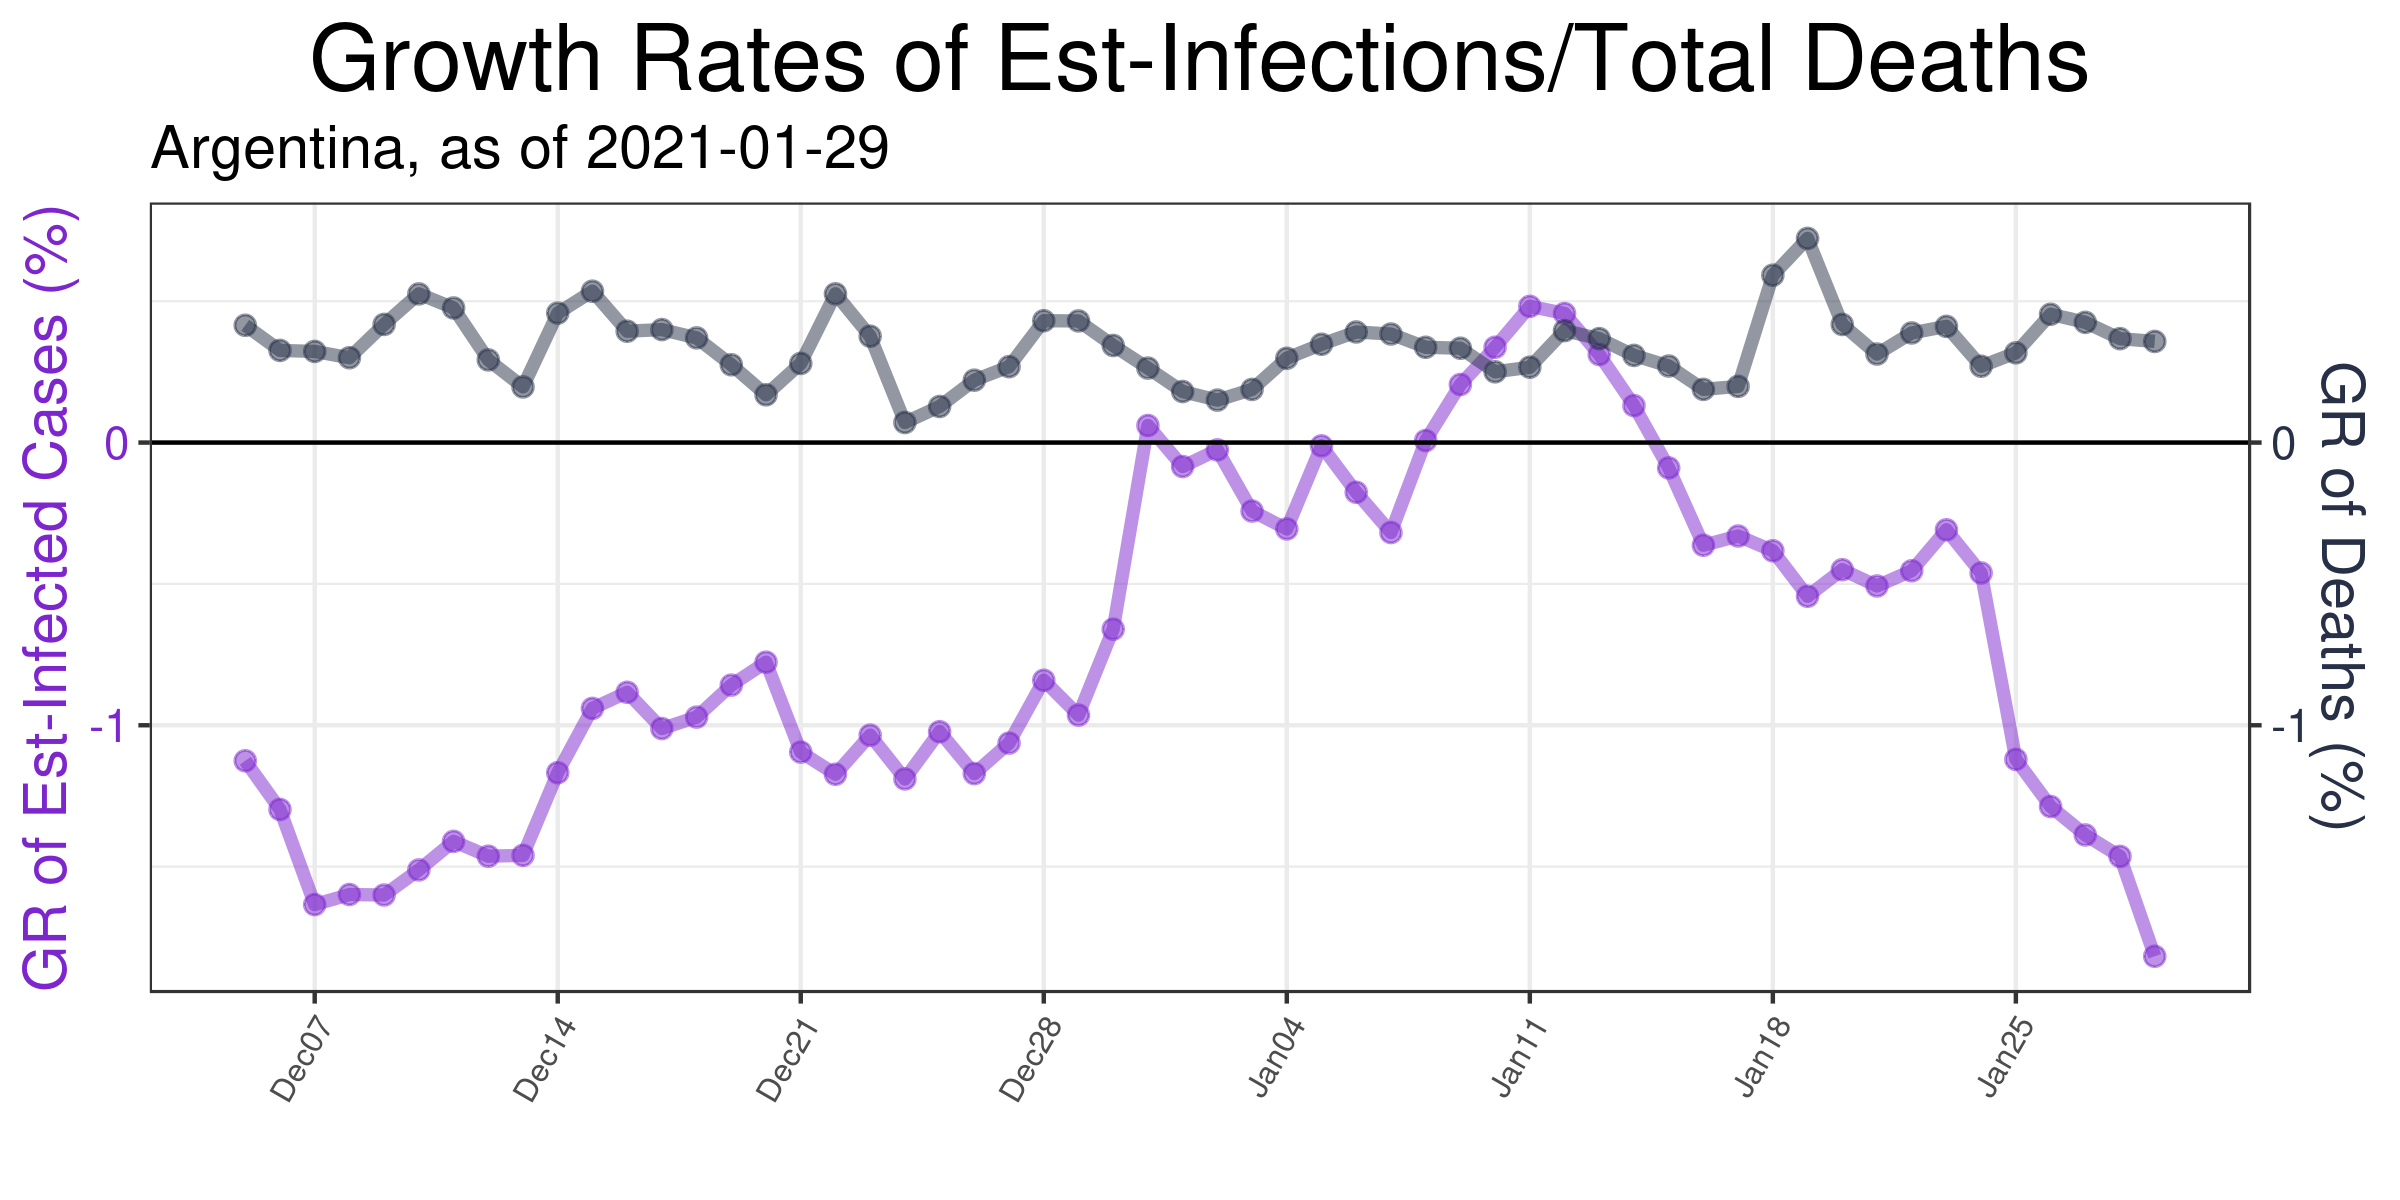 Growth Rates of Est-Infections/Total Deaths
Argentina, as of 2021-01-29
GR of Est-Infected Cases (%)
0
-1
0
-1
GR of Deaths (%)
Dec07
Dec14
Dec21
Dec28
Jan04
Jan11
Jan18
Jan25